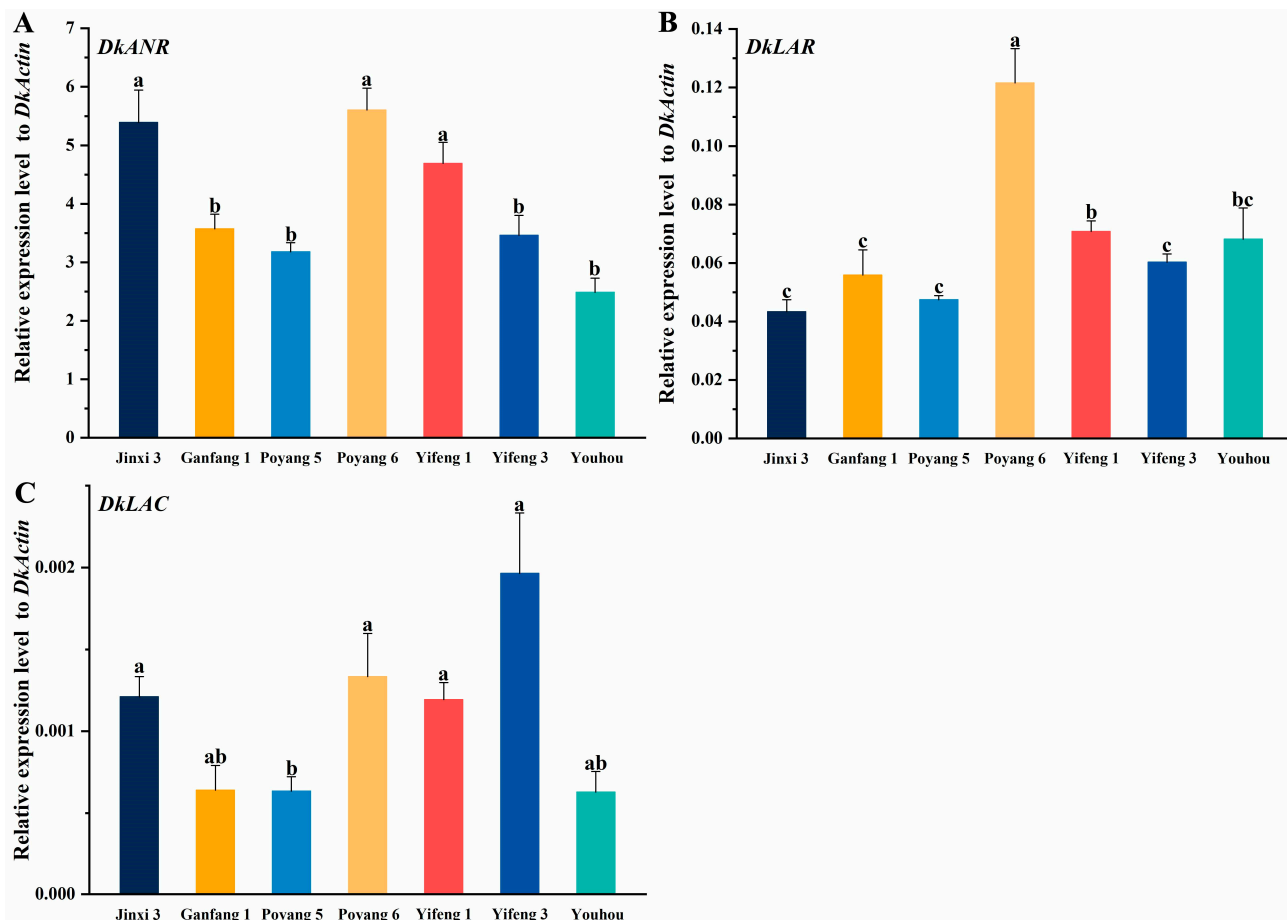 A
DkANR
Relative expression level to DkActin
7
6
5
4
3
2
1
0
a
b
b
a
a
b
b
Jinxi 3 Ganfang 1 Poyang 5 Poyang 6 Yifeng 1 Yifeng 3 Youhou
B
DkLAR
Relative expression level to DkActin
0.14
0.12
0.10
0.08
0.06
0.04
0.02
0.00
c
c
c
a
b
c
bc
Jinxi 3 Ganfang 1 Poyang 5 Poyang 6 Yifeng 1 Yifeng 3 Youhou
C
DkLAC
Relative expression level to DkActin
0.002
0.001
0.000
a
ab
b
a
a
a
ab
Jinxi 3 Ganfang 1 Poyang 5 Poyang 6 Yifeng 1 Yifeng 3 Youhou